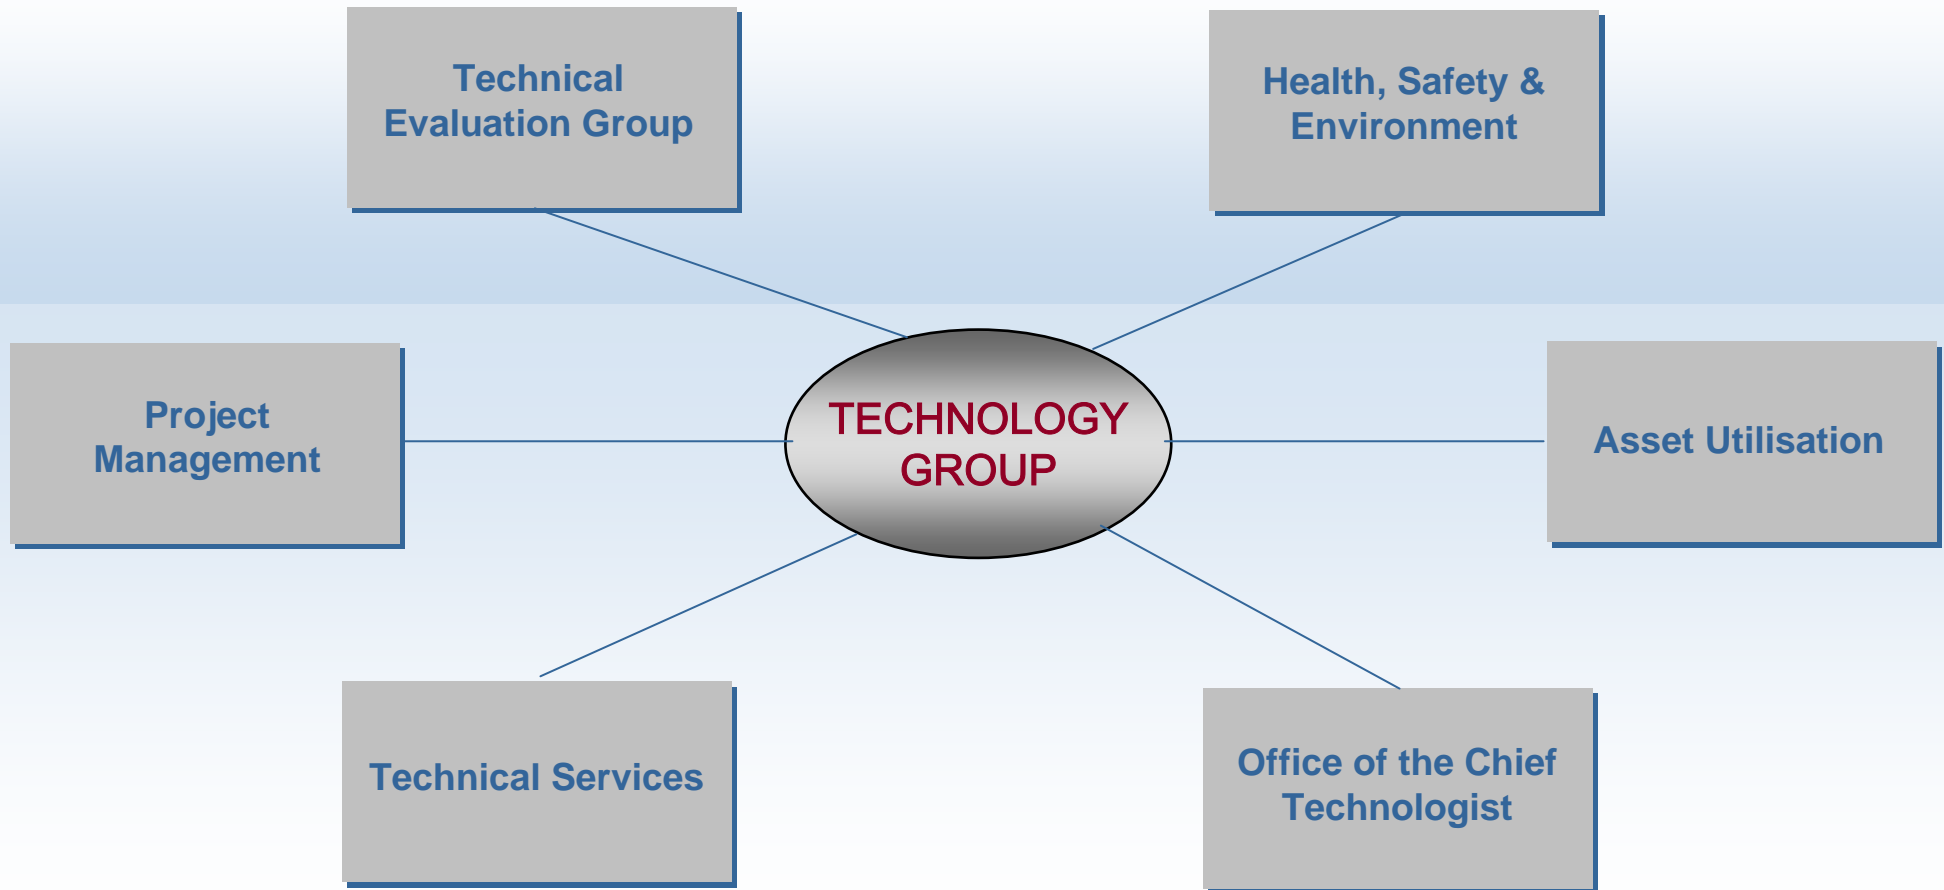 Technical
Evaluation Group
Health, Safety &
Environment
Project
Management
TECHNOLOGY
GROUP
Asset Utilisation
Technical Services
Office of the Chief
Technologist